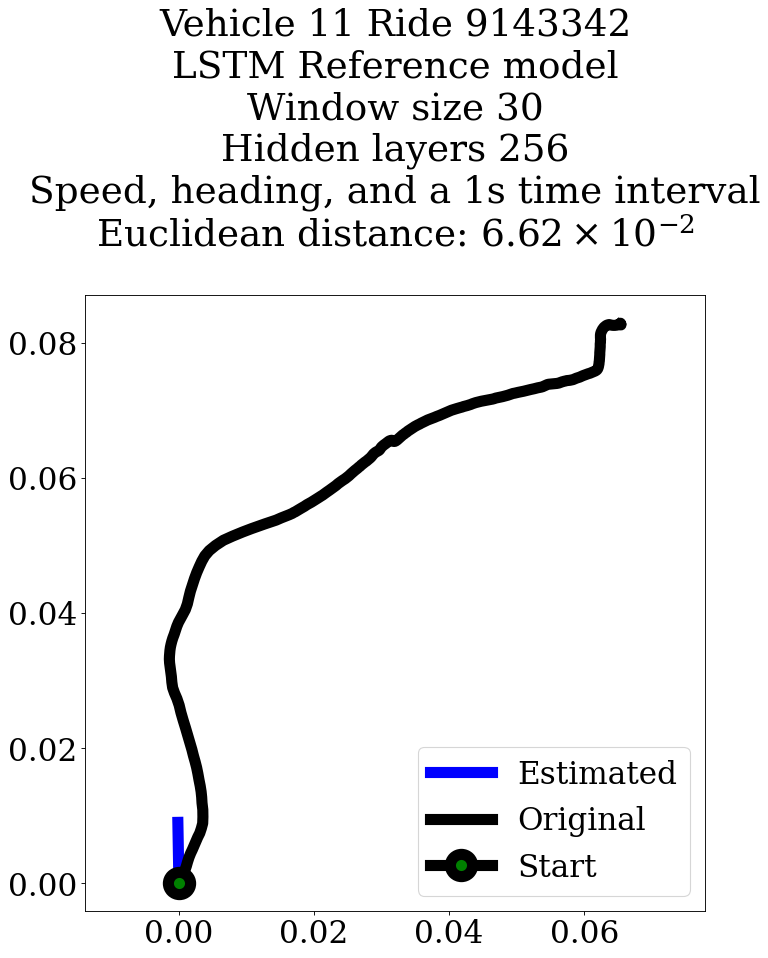 Vehicle 11 Ride 9143342
LSTM Reference model
Window size 30
Hidden layers 256
Speed, heading, and a 1s time interval
Euclidean distance: 6.62 × 10⁻²
0.08
0.06
0.04
0.02
0.00
Estimated
Original
Start
0.00 0.02 0.04 0.06